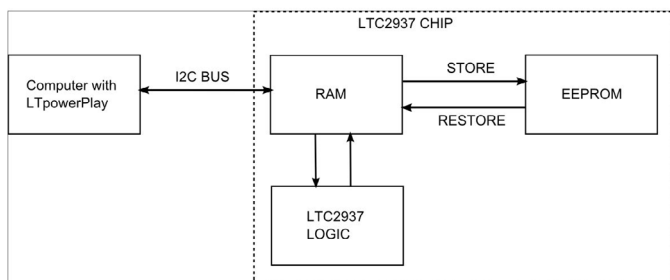 LTC2937 CHIP
Computer with
LTpowerPlay
I2C BUS
RAM
STORE
RESTORE
EEPROM
LTC2937
LOGIC